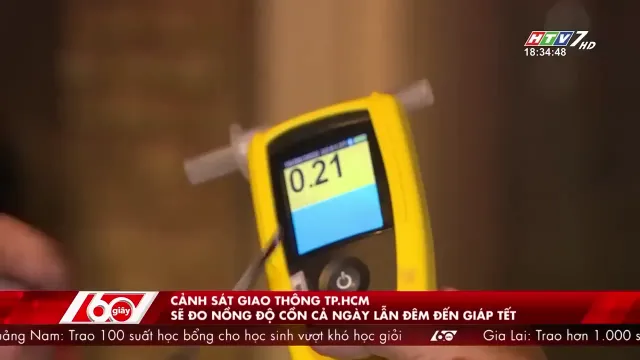 HTV7 HD
18:34:48
0.21
60 giây
CẢNH SÁT GIAO THÔNG TP.HCM
SẼ ĐO NỒNG ĐỘ CỒN CẢ NGÀY LẪN ĐÊM ĐẾN GIÁP TẾT
uảng Nam: Trao 100 suất học bổng cho học sinh vượt khó học giỏi 60 Gia Lai: Trao hơn 1.000